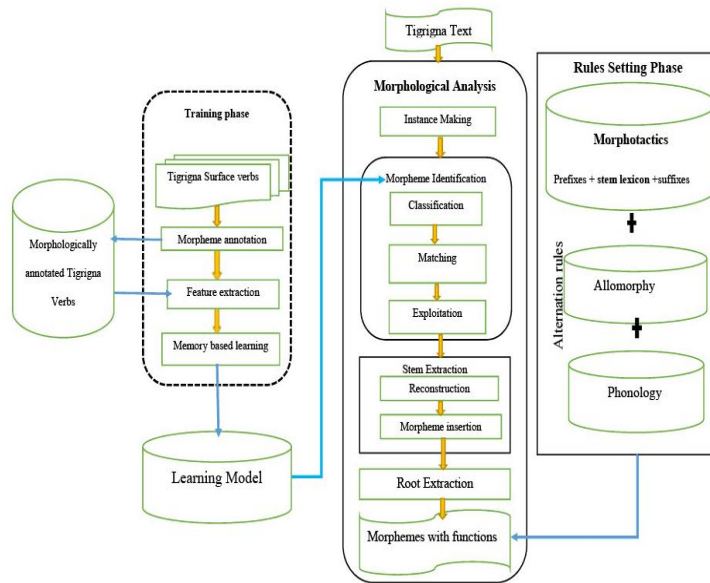 Tigrigna Text
Training phase
Tigrigna Surface verbs
Morpheme annotation
Feature extraction
Memory based learning
Morphologically
annotated Tigrigna
Verbs
Learning Model
Morphological Analysis
Instance Making
Morpheme Identification
Classification
Matching
Exploitation
Stem Extraction
Reconstruction
Morpheme insertion
Root Extraction
Morphemes with functions
Rules Setting Phase
Morphotactics
Prefixes + stem lexicon +suffixes
+
Alternation rules
Allomorphy
+
Phonology